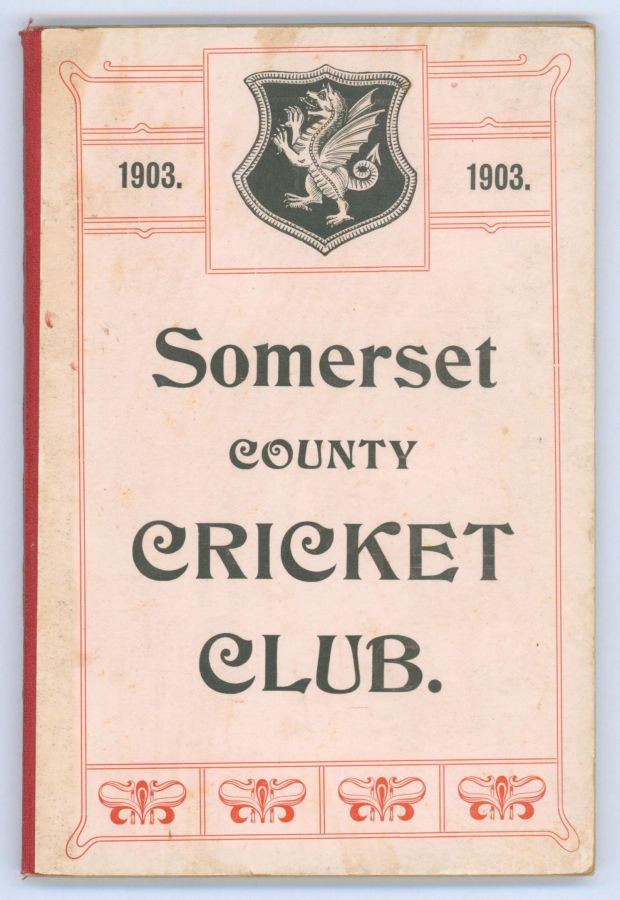 1903.
1903.
Somerset
COUNTY
CRICKET
CLUB.